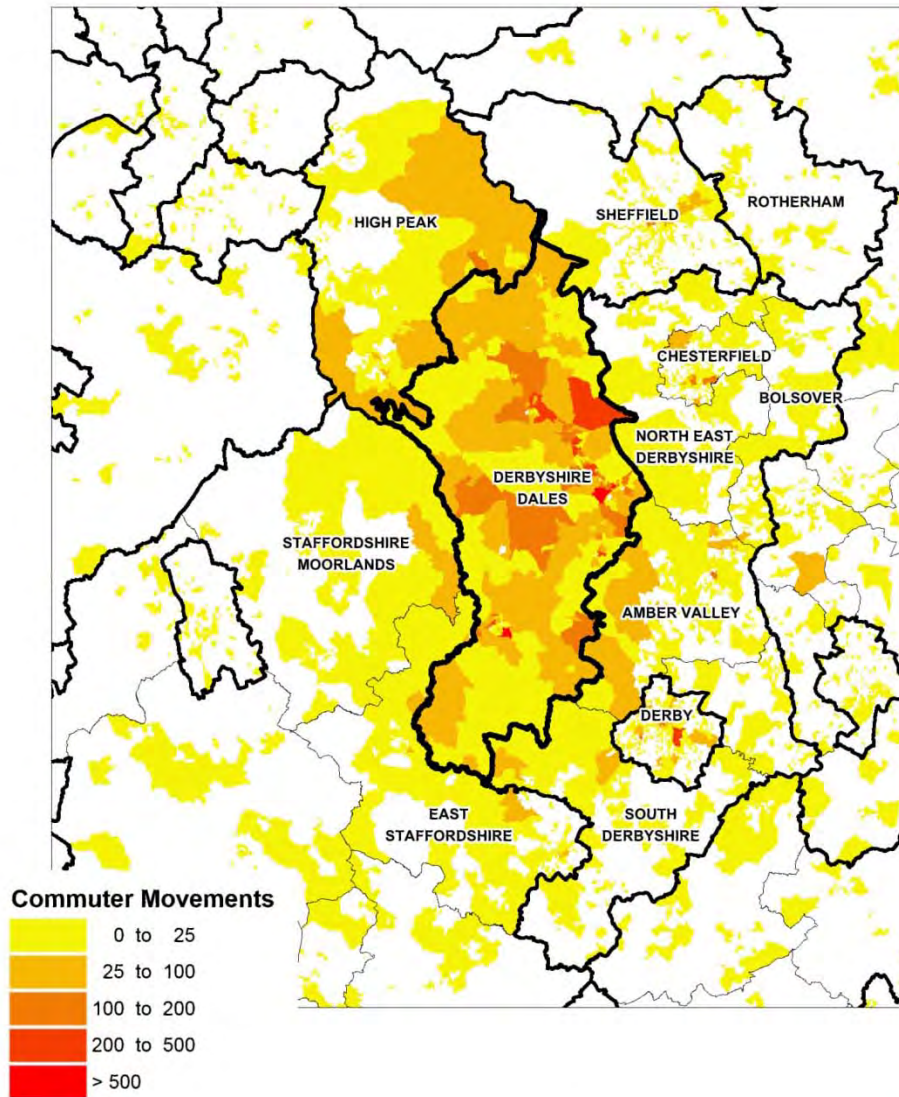 HIGH PEAK
SHEFFIELD
ROTHERHAM
CHESTERFIELD
BOLSOVER
NORTH EAST
DERBYSHIRE
DERBYSHIRE
DALES
STAFFORDSHIRE
MOORLANDS
AMBER VALLEY
DERBY
EAST
STAFFORDSHIRE
SOUTH
DERBYSHIRE
Commuter Movements
0 to 25
25 to 100
100 to 200
200 to 500
> 500